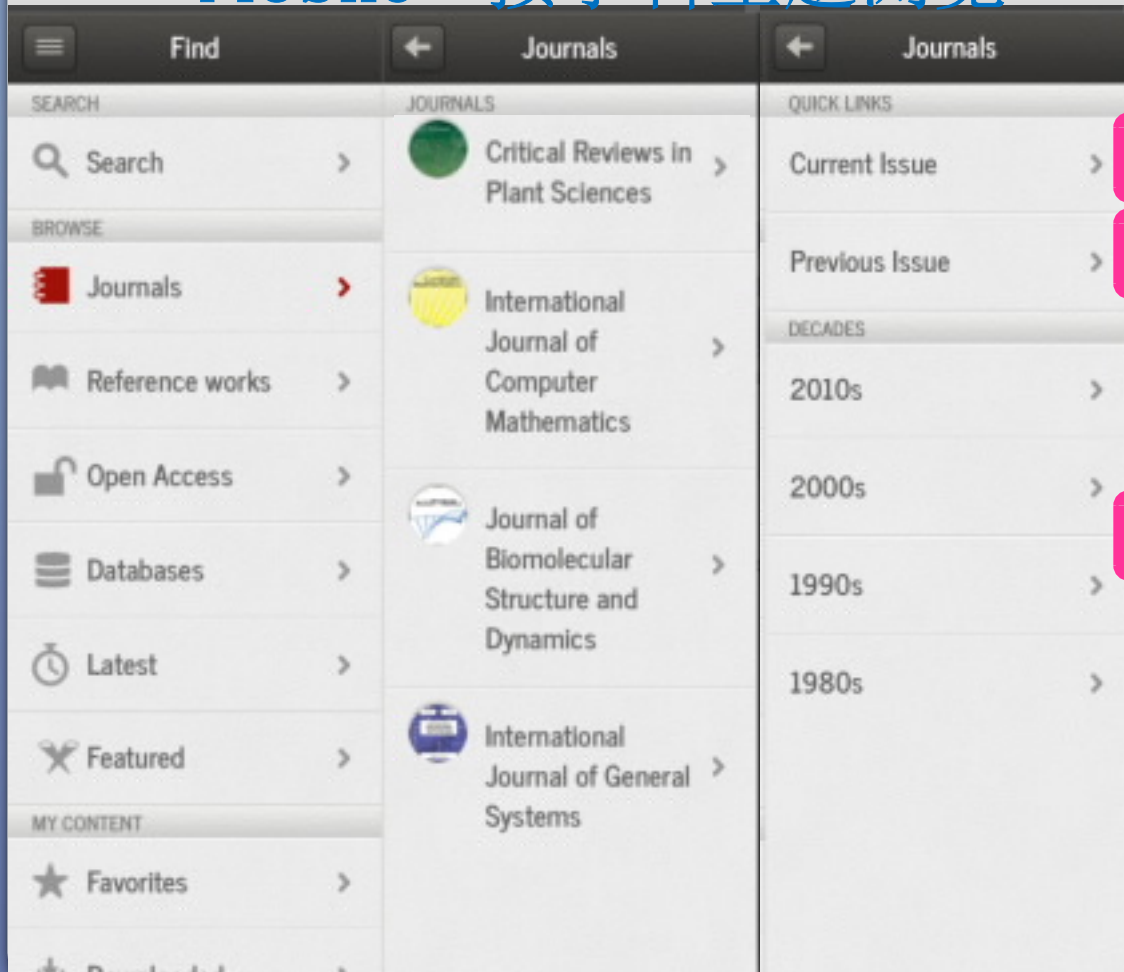 Find
SEARCH
Search
BROWSE
Journals
Reference works
Open Access
Databases
Latest
Featured
MY CONTENT
Favorites
Journals
JOURNALS
Critical Reviews in
Plant Sciences
International
Journal of
Computer
Mathematics
Journal of
Biomolecular
Structure and
Dynamics
International
Journal of General
Systems
Journals
QUICK LINKS
Current Issue
Previous Issue
DECADES
2010s
2000s
1990s
1980s